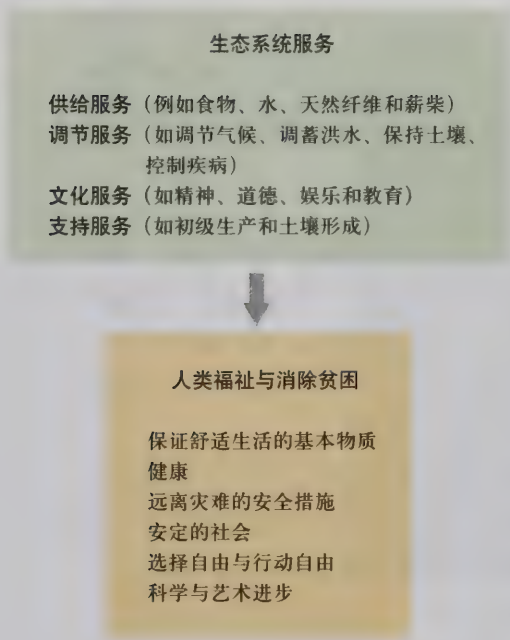 生态系统服务
供给服务（例如食物、水、天然纤维和薪柴）
调节服务（如调节气候、调蓄洪水、保持土壤、
控制疾病）
文化服务（如精神、道德、娱乐和教育）
支持服务（如初级生产和土壤形成）
人类福祉与消除贫困
保证舒适生活的基本物质
健康
远离灾难的安全措施
安定的社会
选择自由与行动自由
科学与艺术进步